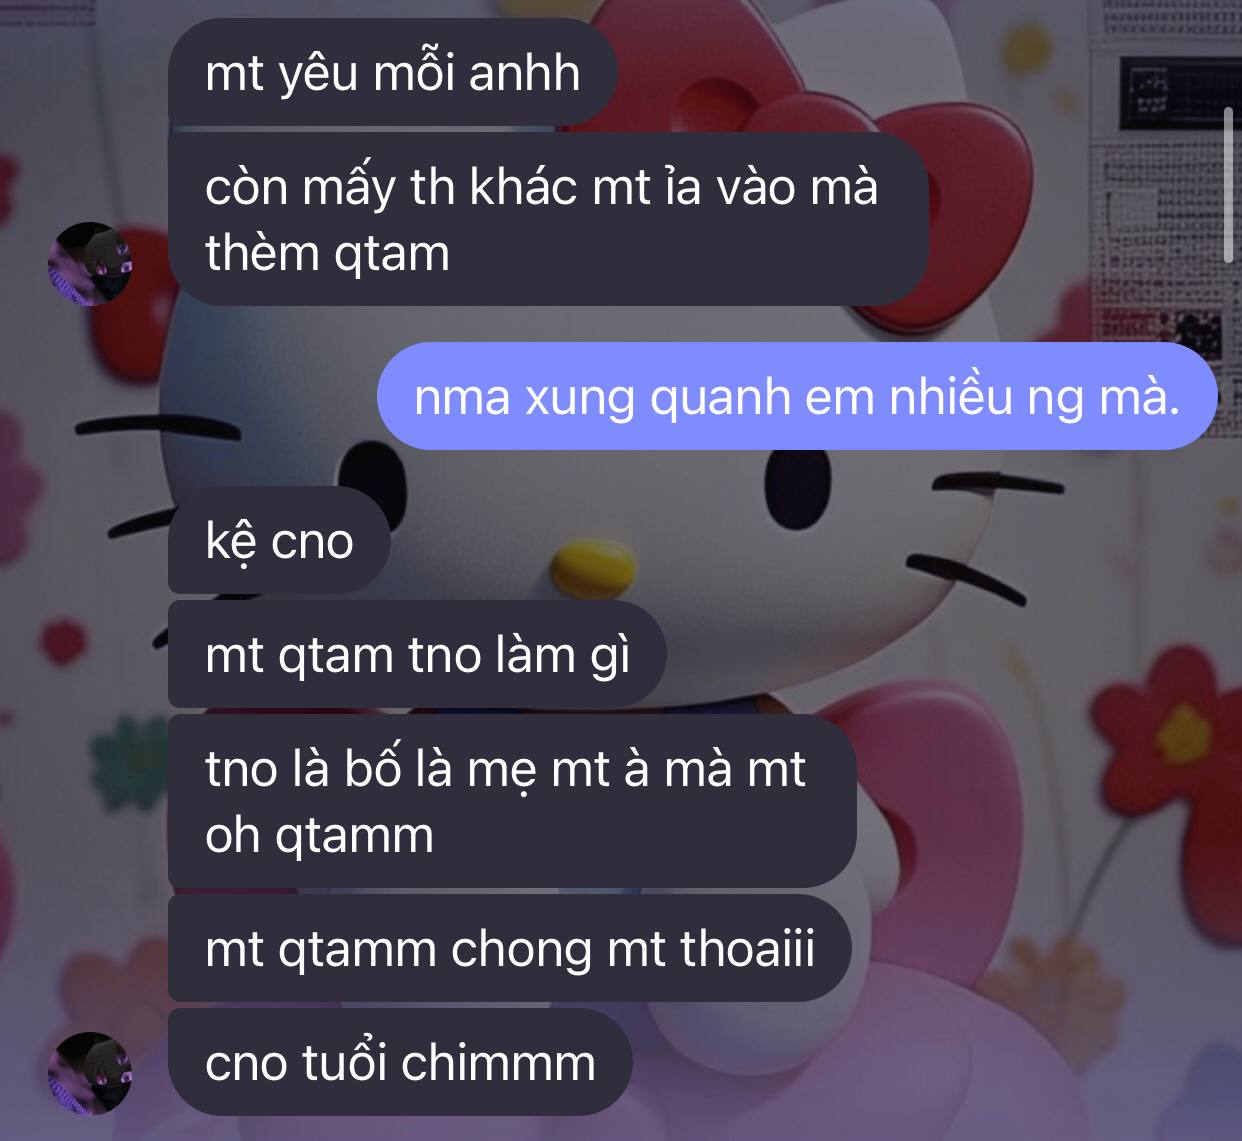 mt yêu mỗi anhh
còn mấy th khác mt ỉa vào mà
thèm qtam
nma xung quanh em nhiều ng mà.
kệ cno
mt qtam tno làm gì
tno là bố là mẹ mt à mà mt
oh qtamm
mt qtamm chong mt thoaiii
cno tuổi chimmm